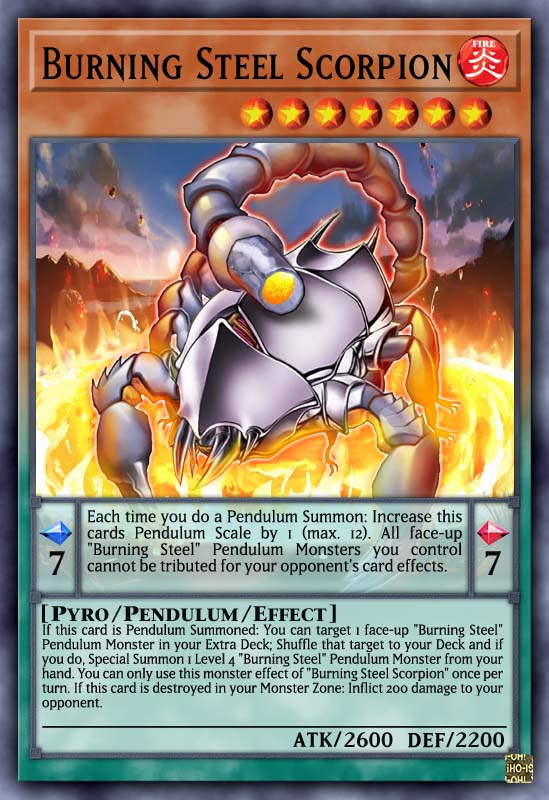 BURNING STEEL SCORPION
FIRE
炎
Each time you do a Pendulum Summon: Increase this
cards Pendulum Scale by 1 (max. 12). All face-up
"Burning Steel" Pendulum Monsters you control
cannot be tributed for your opponent's card effects.
7
7
[PYRO/PENDULUM/EFFECT]
If this card is Pendulum Summoned: You can target 1 face-up "Burning Steel"
Pendulum Monster in your Extra Deck; Shuffle that target to your Deck and if
you do, Special Summon 1 Level 4 "Burning Steel" Pendulum Monster from your
hand. You can only use this monster effect of "Burning Steel Scorpion" once per
turn. If this card is destroyed in your Monster Zone: Inflict 200 damage to your
opponent.
ATK/2600 DEF/2200